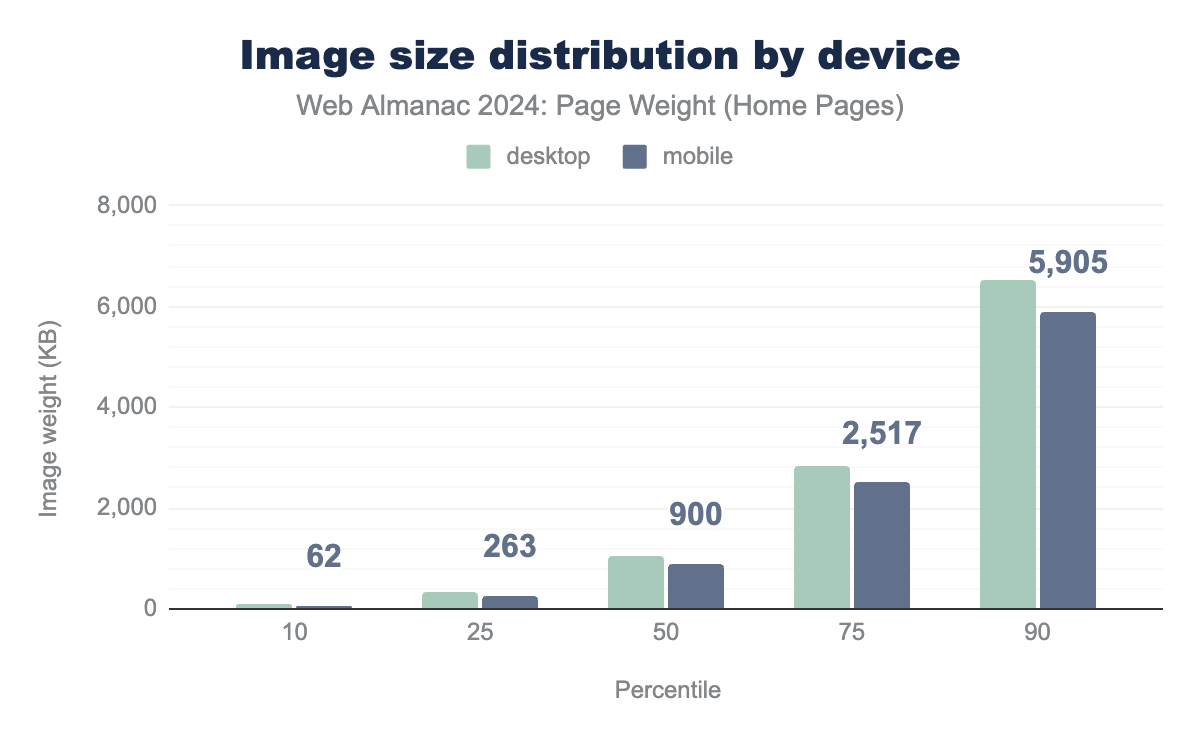 Image size distribution by device
Web Almanac 2024: Page Weight (Home Pages)
desktop mobile
8,000
6,000
4,000
2,000
0
Image weight (KB)
62
263
900
2,517
5,905
10 25 50 75 90
Percentile